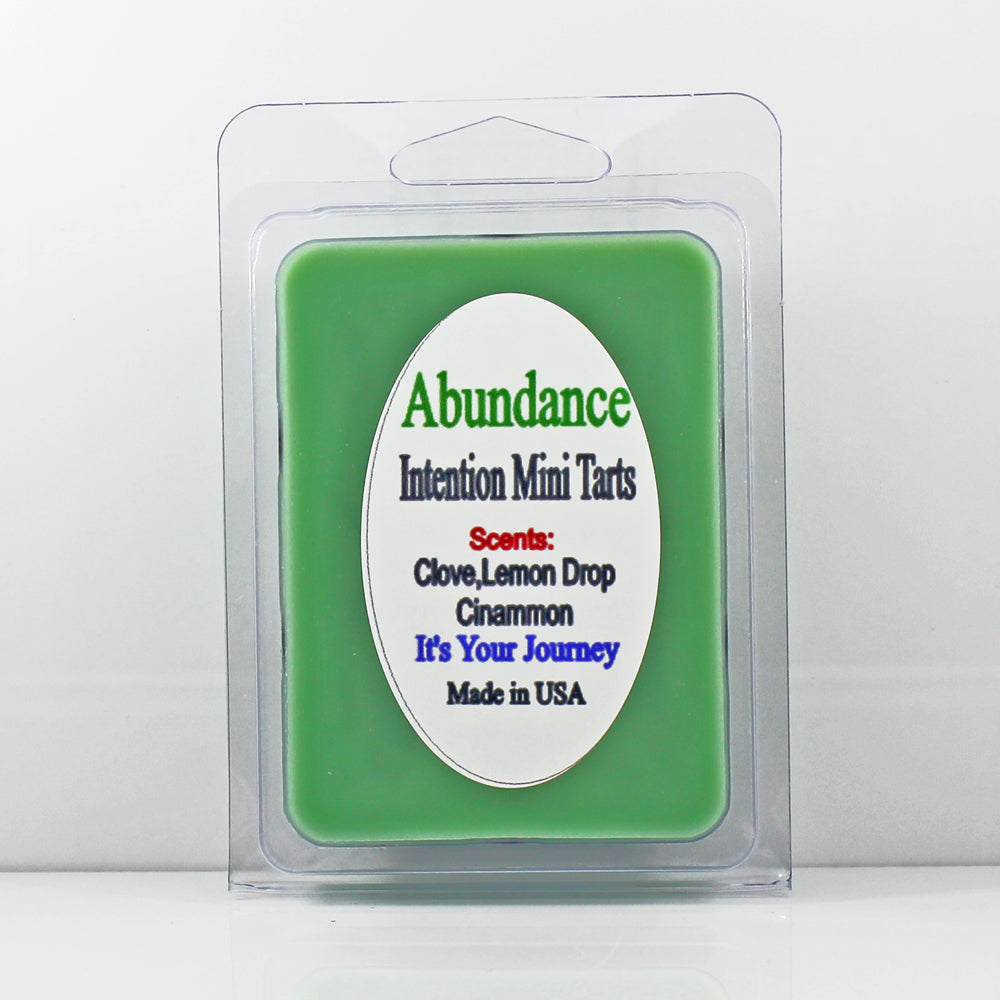 Abundance
Intention Mini Tarts
Scents:
Clove,Lemon Drop
Cinammon
It's Your Journey
Made in USA